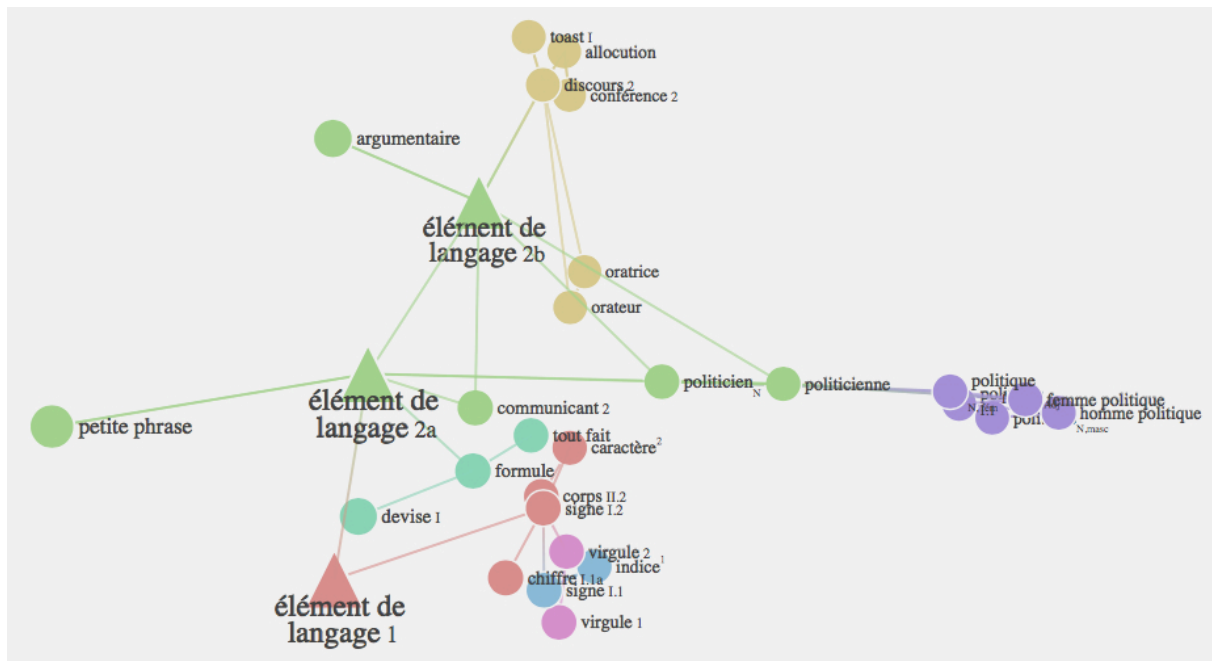 toast I
allocution
discours 2
conférence 2
argumentaire
élément de
langage 2b
oratrice
orateur
politicien N
politicienne
politique
femme politique
homme politique
N,masc
élément de
langage 2a
petite phrase
communicant 2
tout fait
caractère 2
formule
corps II.2
signe I.2
devise I
virgule 2
indice 1
chiffre I.1a
signe I.1
élément de
langage 1
virgule 1